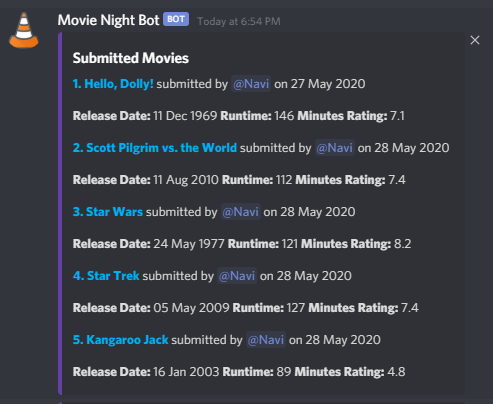 Movie Night Bot BOT Today at 6:54 PM
Submitted Movies
1. Hello, Dolly! submitted by @Navi on 27 May 2020
Release Date: 11 Dec 1969 Runtime: 146 Minutes Rating: 7.1
2. Scott Pilgrim vs. the World submitted by @Navi on 28 May 2020
Release Date: 11 Aug 2010 Runtime: 112 Minutes Rating: 7.4
3. Star Wars submitted by @Navi on 28 May 2020
Release Date: 24 May 1977 Runtime: 121 Minutes Rating: 8.2
4. Star Trek submitted by @Navi on 28 May 2020
Release Date: 05 May 2009 Runtime: 127 Minutes Rating: 7.4
5. Kangaroo Jack submitted by @Navi on 28 May 2020
Release Date: 16 Jan 2003 Runtime: 89 Minutes Rating: 4.8